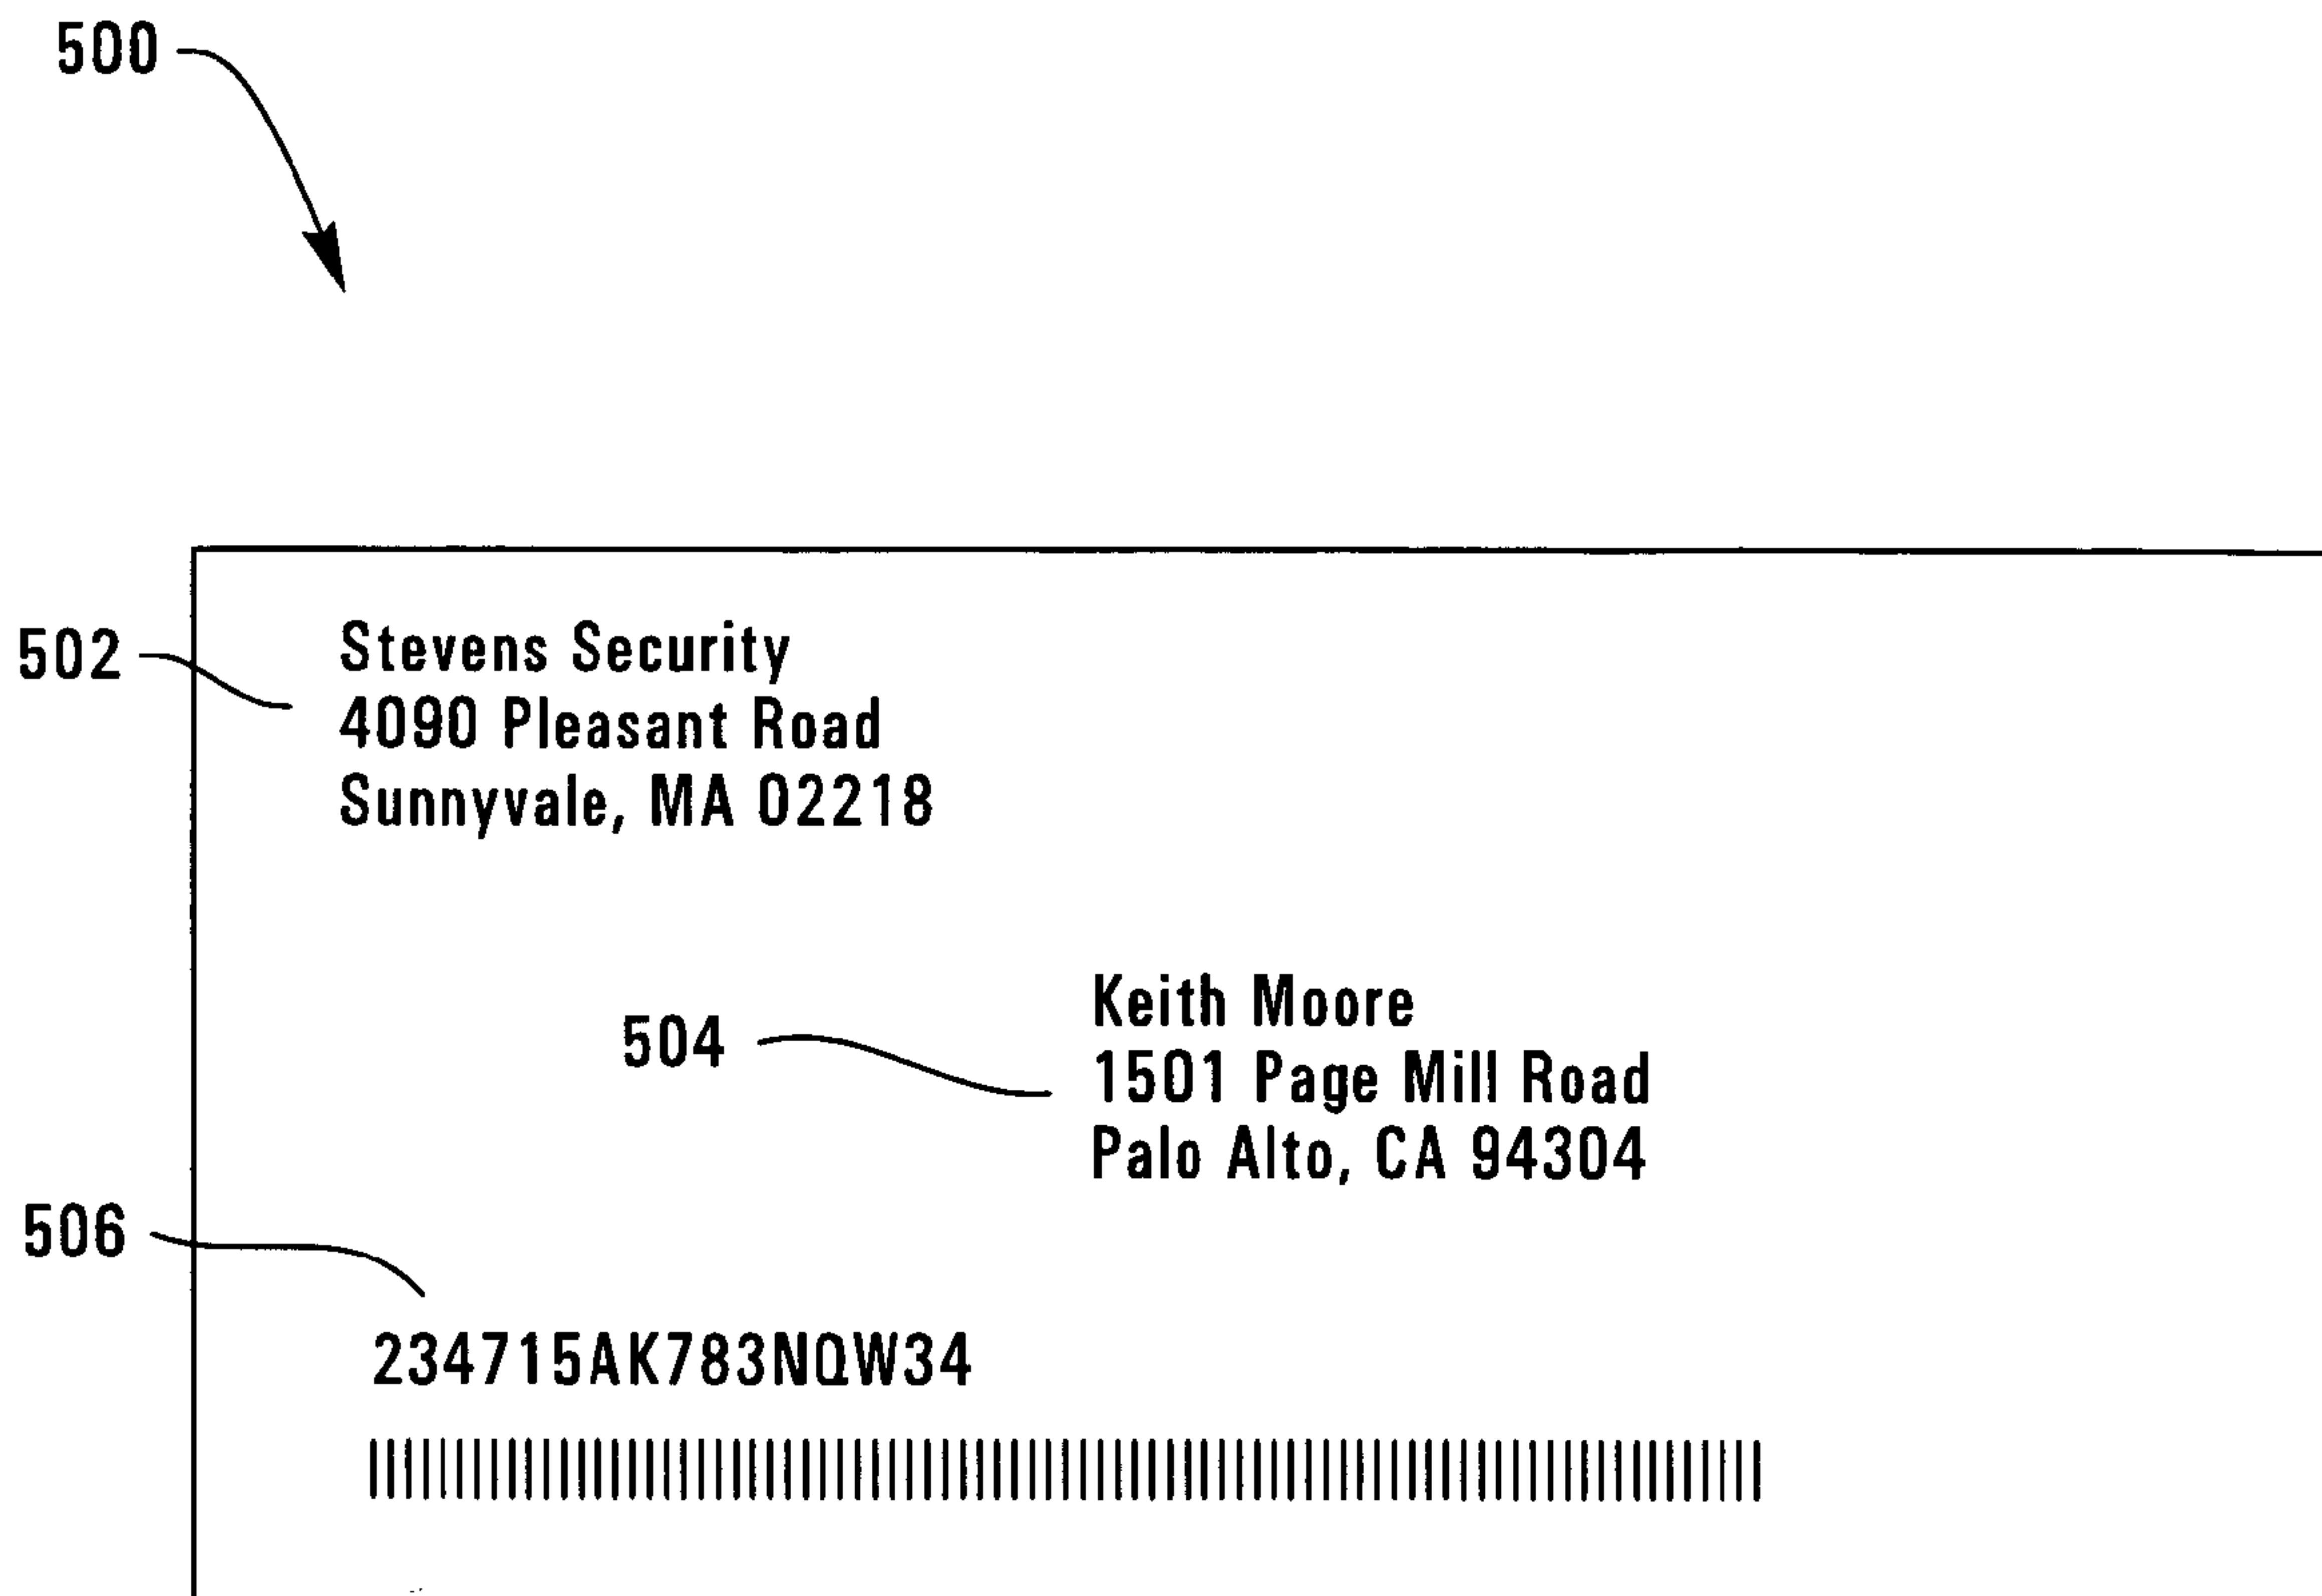 500
502
Stevens Security
4090 Pleasant Road
Sunnyvale, MA 02218
504
Keith Moore
1501 Page Mill Road
Palo Alto, CA 94304
506
234715AK783NQW34